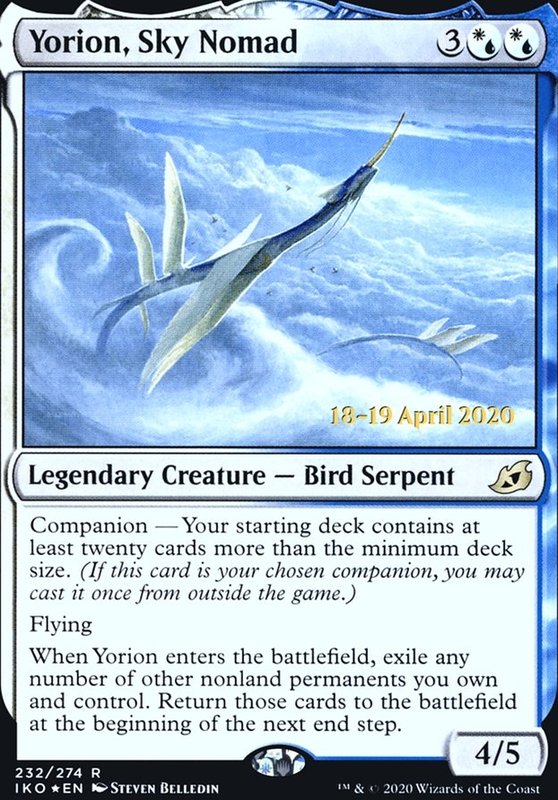 Yorion, Sky Nomad 3
18–19 April 2020
Legendary Creature — Bird Serpent
Companion — Your starting deck contains at
least twenty cards more than the minimum deck
size. (If this card is your chosen companion, you may
cast it once from outside the game.)
Flying
When Yorion enters the battlefield, exile any
number of other nonland permanents you own
and control. Return those cards to the battlefield
at the beginning of the next end step.
4/5
232/274 R
IKO ★ EN Steven Belledin ™ & © 2020 Wizards of the Coast